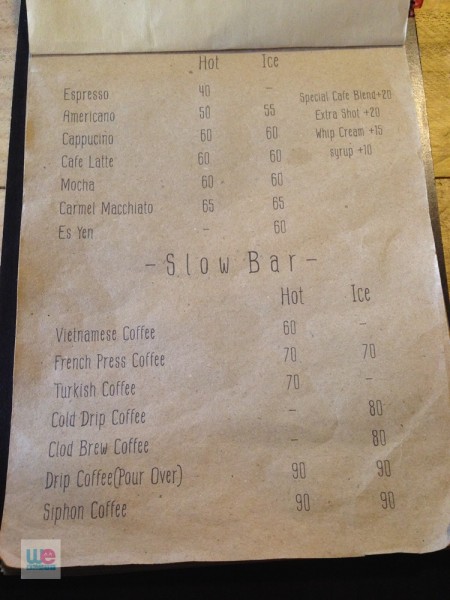 Hot Ice
Espresso 40 - Special Cafe Blend+20
Americano 50 55 Extra Shot +20
Cappucino 60 60 Whip Cream +15
Cafe Latte 60 60 syrup +10
Mocha 60 60
Carmel Macchiato 65 65
Es Yen - 60
- Slow Bar -
Hot Ice
Vietnamese Coffee 60 -
French Press Coffee 70 70
Turkish Coffee 70 -
Cold Drip Coffee - 80
Clod Brew Coffee - 80
Drip Coffee(Pour Over) 90 90
Siphon Coffee 90 90
we